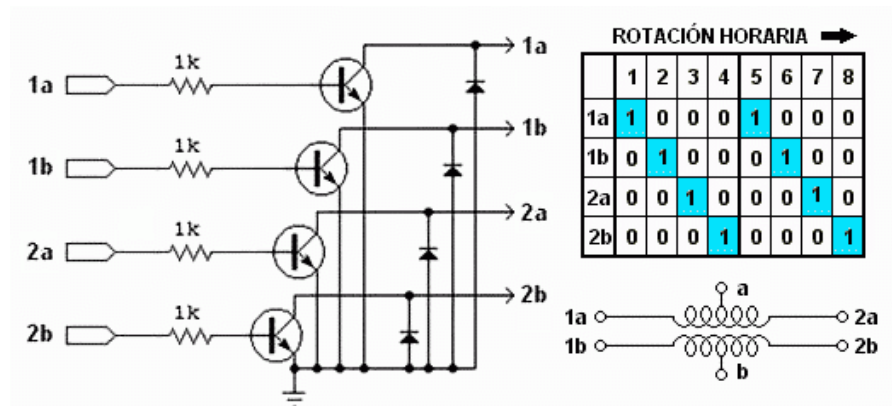 1a
1k
1a
1b
1k
1b
2a
1k
2a
2b
1k
2b
ROTACIÓN HORARIA
1 2 3 4 5 6 7 8
1a 1 0 0 0 1 0 0 0
1b 0 1 0 0 0 1 0 0
2a 0 0 1 0 0 0 1 0
2b 0 0 0 1 0 0 0 1
a
1a 2a
1b 2b
b